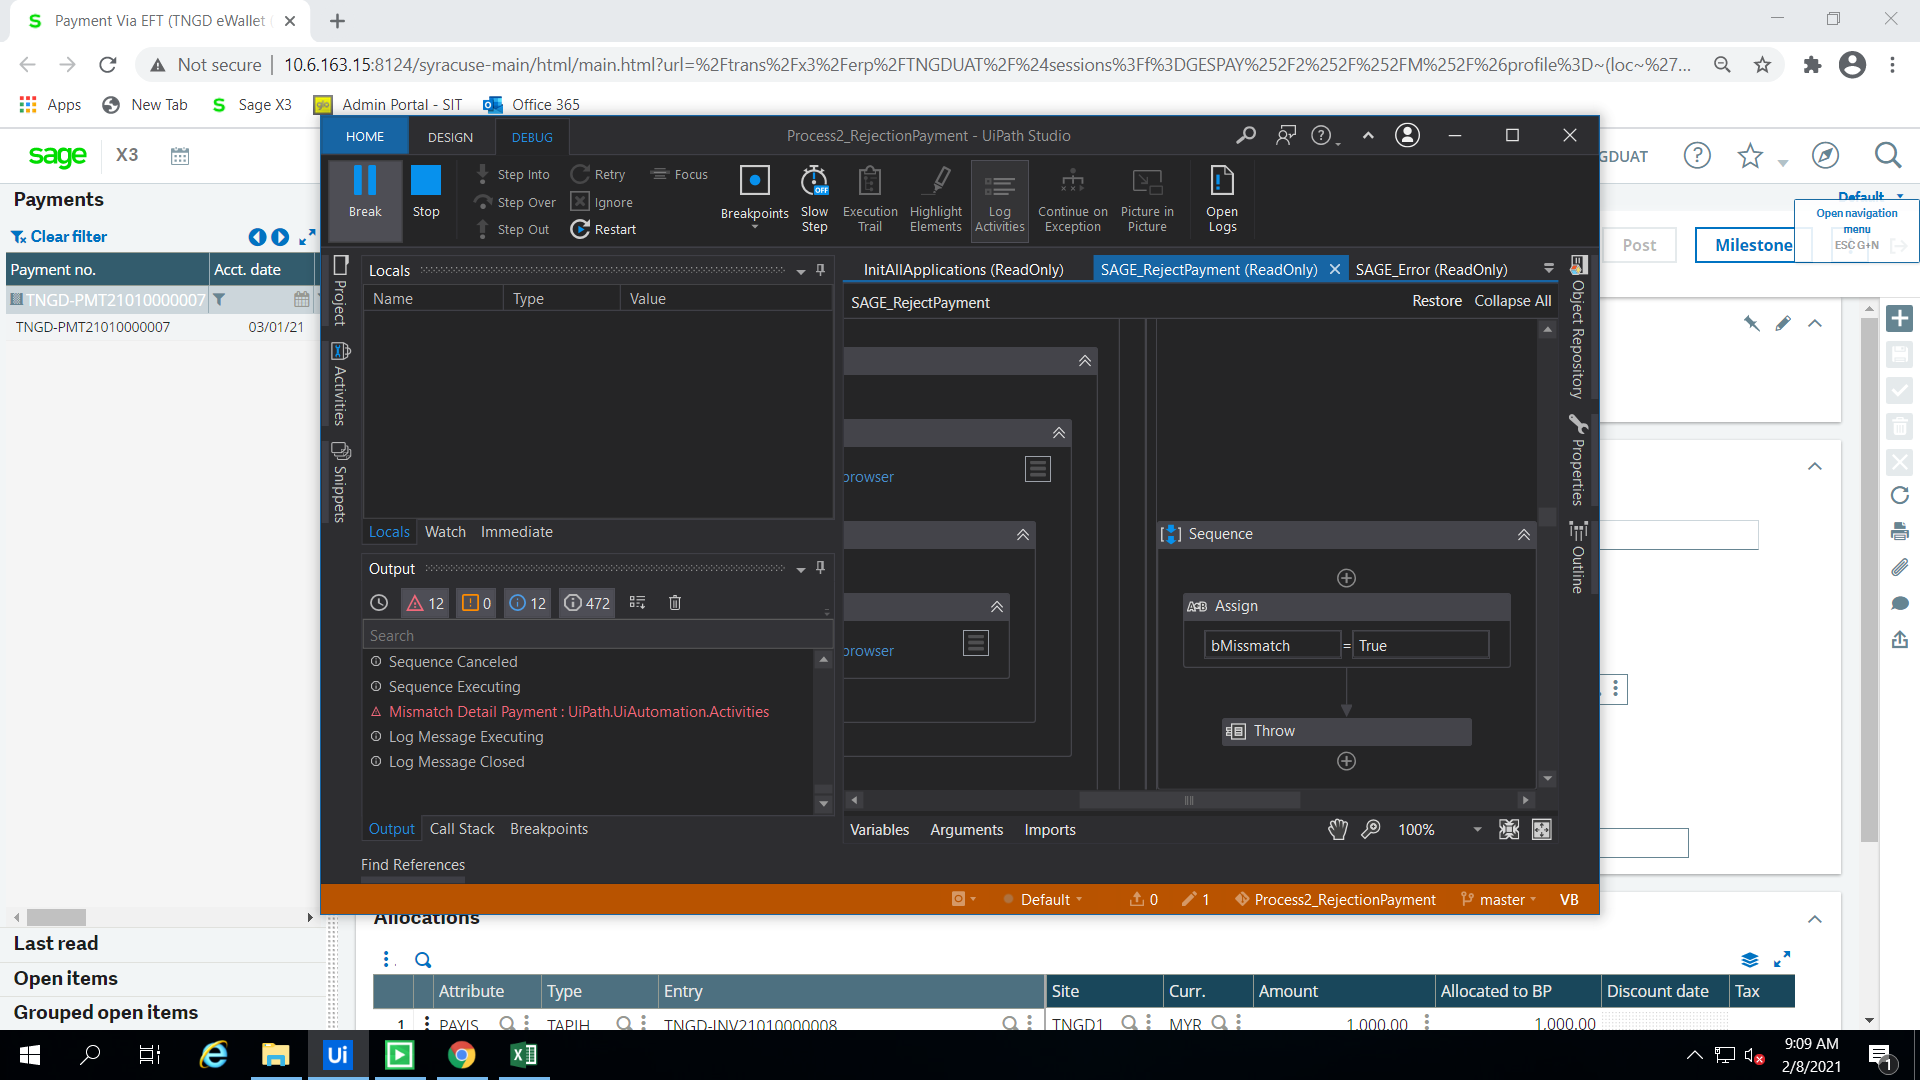 Payment Via EFT (TNGD eWallet (
Not secure
10.6.163.15:8124/syracuse-main/html/main.html?url=%2Ftrans%2Fx3%2Ferp%2FTNGDUAT%2F%24sessions%3Ff%3DGESPAY%252F2%252F%252FM%252F%26profile%3D~(loc~%27...
Apps
New Tab
Sage X3
Admin Portal - SIT
Office 365
HOME
DESIGN
DEBUG
Process2_RejectionPayment - UiPath Studio
sage
X3
GDUAT
Break
Stop
Step Into
Step Over
Step Out
Retry
Ignore
Restart
Focus
Breakpoints
Slow Step
OFF
Execution Trail
Highlight Elements
Log Activities
Continue on Exception
Picture in Picture
Open Logs
Payments
Clear filter
Default
Open navigation menu
ESC G+N
Post
Milestone
Payment no.
Acct. date
TNGD-PMT21010000007
TNGD-PMT21010000007
03/01/21
Project
Activities
Snippets
Locals
Name
Type
Value
Locals
Watch
Immediate
InitAllApplications (ReadOnly)
SAGE_RejectPayment (ReadOnly)
SAGE_Error (ReadOnly)
SAGE_RejectPayment
Restore
Collapse All
Object Repository
Properties
Outline
browser
browser
Sequence
Assign
bMissmatch
=
True
Throw
Output
12
0
12
472
Search
Sequence Canceled
Sequence Executing
Mismatch Detail Payment : UiPath.UiAutomation.Activities
Log Message Executing
Log Message Closed
Output
Call Stack
Breakpoints
Variables
Arguments
Imports
100%
Find References
Default
0
1
Process2_RejectionPayment
master
VB
Allocations
Last read
Open items
Grouped open items
Attribute
Type
Entry
Site
Curr.
Amount
Allocated to BP
Discount date
Tax
1
PAYIS
TAPIH
TNGD-INV21010000008
TNGD1
MYR
1,000.00
1,000.00
Ui
9:09 AM
2/8/2021
1